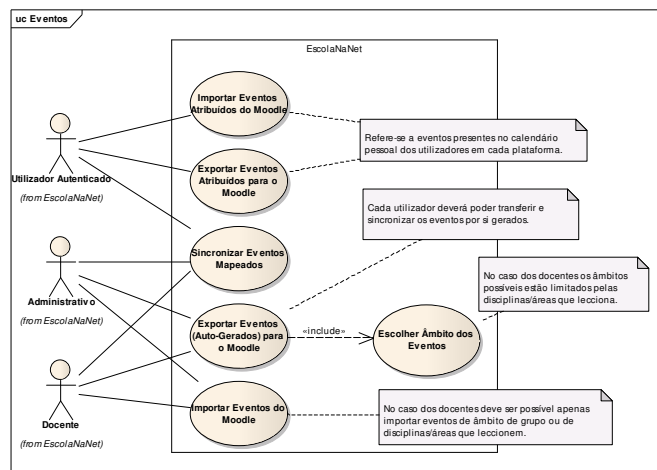 uc Eventos
EscolaNaNet
Importar Eventos
Atribuídos do Moodle
Refere-se a eventos presentes no calendário
pessoal dos utilizadores em cada plataforma.
Utilizador Autenticado
(from EscolaNaNet)
Exportar Eventos
Atribuídos para o
Moodle
Cada utilizador deverá poder transferir e
sincronizar os eventos por si gerados.
Sincronizar Eventos
Mapeados
Administrativo
(from EscolaNaNet)
No caso dos docentes os âmbitos
possíveis estão limitados pelas
disciplinas/áreas que lecciona.
Exportar Eventos
(Auto-Gerados) para
o Moodle
«include»
Escolher Âmbito dos
Eventos
Docente
(from EscolaNaNet)
Importar Eventos do
Moodle
No caso dos docentes deve ser possível apenas
importar eventos de âmbito de grupo ou de
disciplinas/áreas que leccionem.